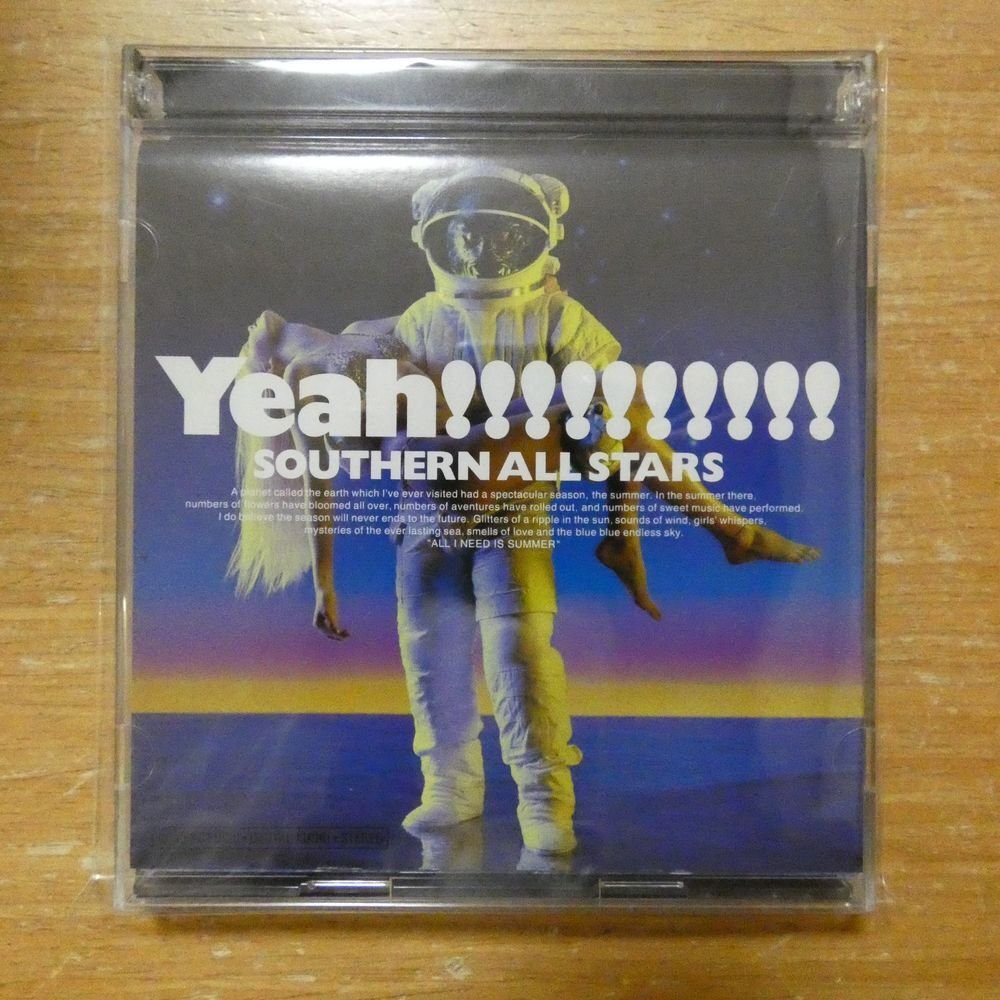 Yeah!!!!!!!!!!
SOUTHERN ALL STARS
A planet called the earth which I've ever visited had a spectacular season, the summer. In the summer there,
numbers of flowers have bloomed all over, numbers of aventures have rolled out, and numbers of sweet music have performed.
I do believe the season will never ends to the future. Glitters of a ripple in the sun, sounds of wind, girls' whispers,
mysteries of the ever lasting sea, smells of love and the blue blue endless sky.
"ALL I NEED IS SUMMER"
STEREO